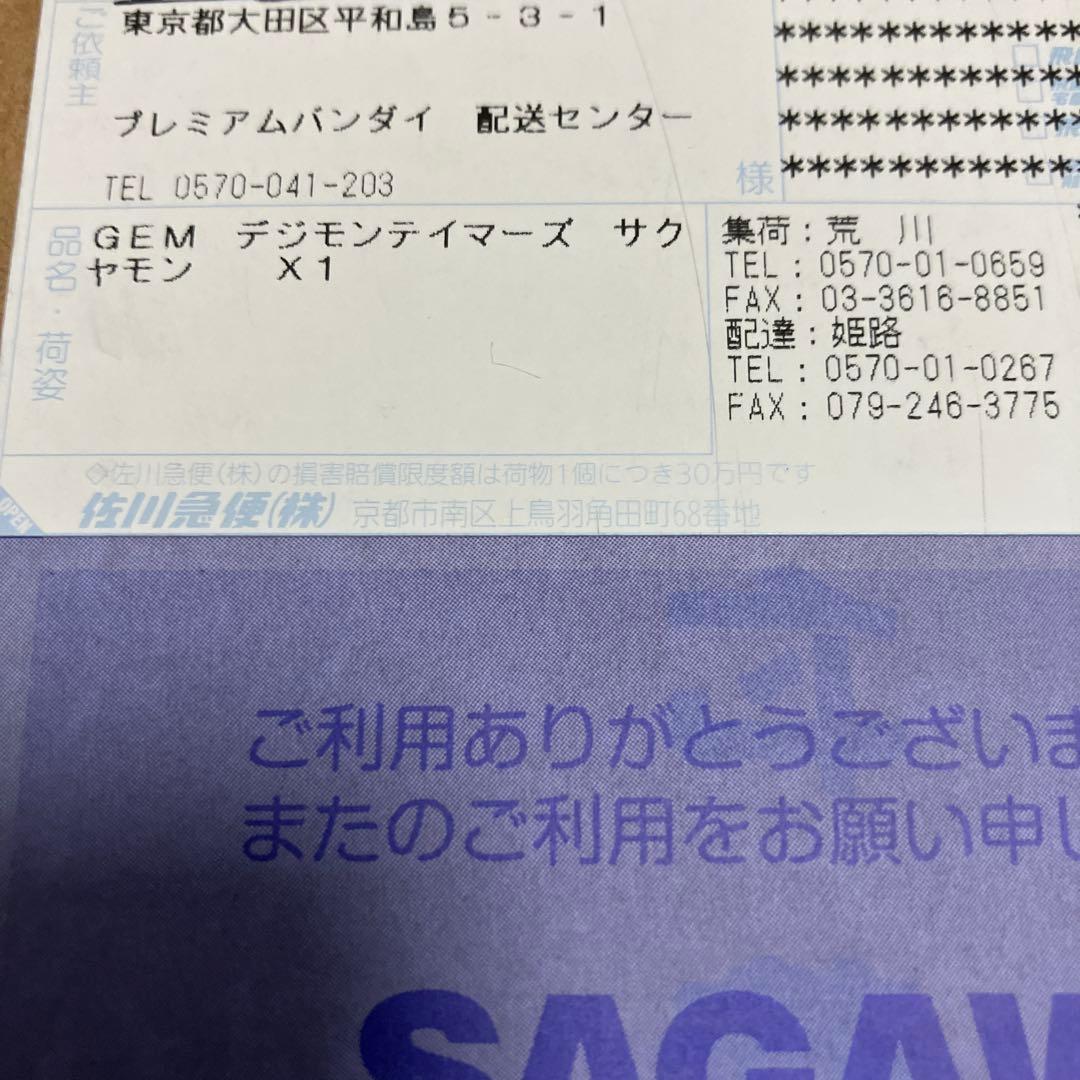 ご依頼主
東京都大田区平和島5-3-1
プレミアムバンダイ 配送センター
TEL 0570-041-203
様
************
************
************
************
品名・荷姿
GEM デジモンテイマーズ サク
ヤモン X1
集荷:荒 川
TEL:0570-01-0659
FAX:03-3616-8851
配達:姫路
TEL:0570-01-0267
FAX:079-246-3775
◇佐川急便(株)の損害賠償限度額は荷物1個につき30万円です
OPEN
佐川急便(株) 京都市南区上鳥羽角田町68番地
ご利用ありがとうございま
またのご利用をお願い申し
SAGAW